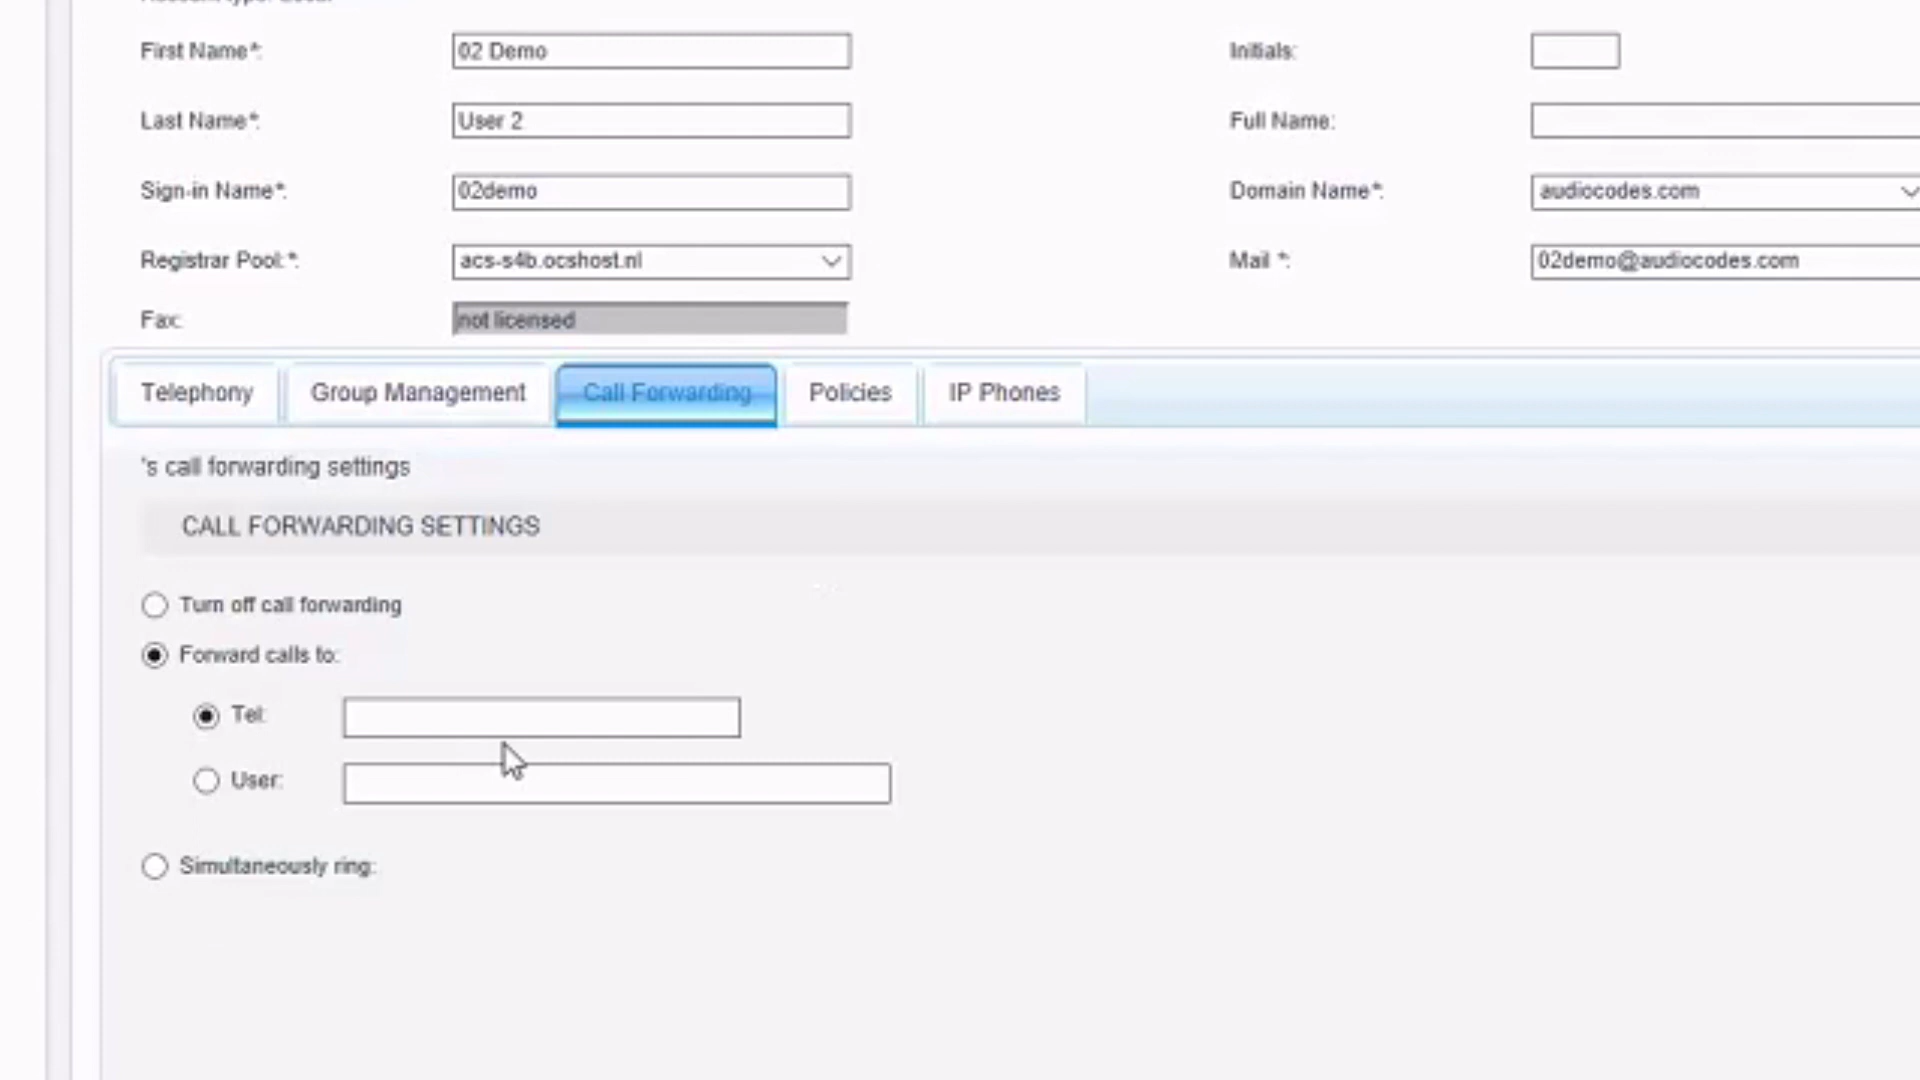 First Name*: 02 Demo Initials:
Last Name*: User 2 Full Name:
Sign-in Name*: 02demo Domain Name*: audiocodes.com
Registrar Pool:*: acs-s4b.ocshost.nl Mail *: 02demo@audiocodes.com
Fax: not licensed
Telephony Group Management Call Forwarding Policies IP Phones
's call forwarding settings
CALL FORWARDING SETTINGS
Turn off call forwarding
Forward calls to:
Tel:
User:
Simultaneously ring: